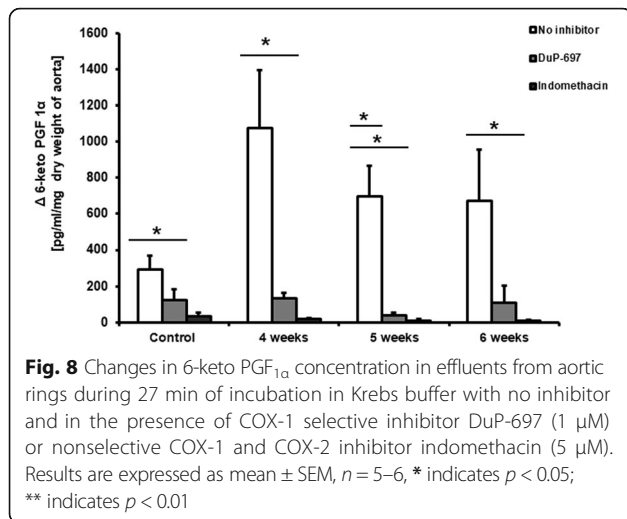 1600
1400
1200
1000
800
600
400
200
0
Δ 6-keto PGF 1α
[pg/ml/mg dry weight of aorta]
*
*
*
*
*
No inhibitor
DuP-697
Indomethacin
Control 4 weeks 5 weeks 6 weeks
Fig. 8 Changes in 6-keto PGF1α concentration in effluents from aortic
rings during 27 min of incubation in Krebs buffer with no inhibitor
and in the presence of COX-1 selective inhibitor DuP-697 (1 μM)
or nonselective COX-1 and COX-2 inhibitor indomethacin (5 μM).
Results are expressed as mean ± SEM, n = 5–6, * indicates p < 0.05;
** indicates p < 0.01